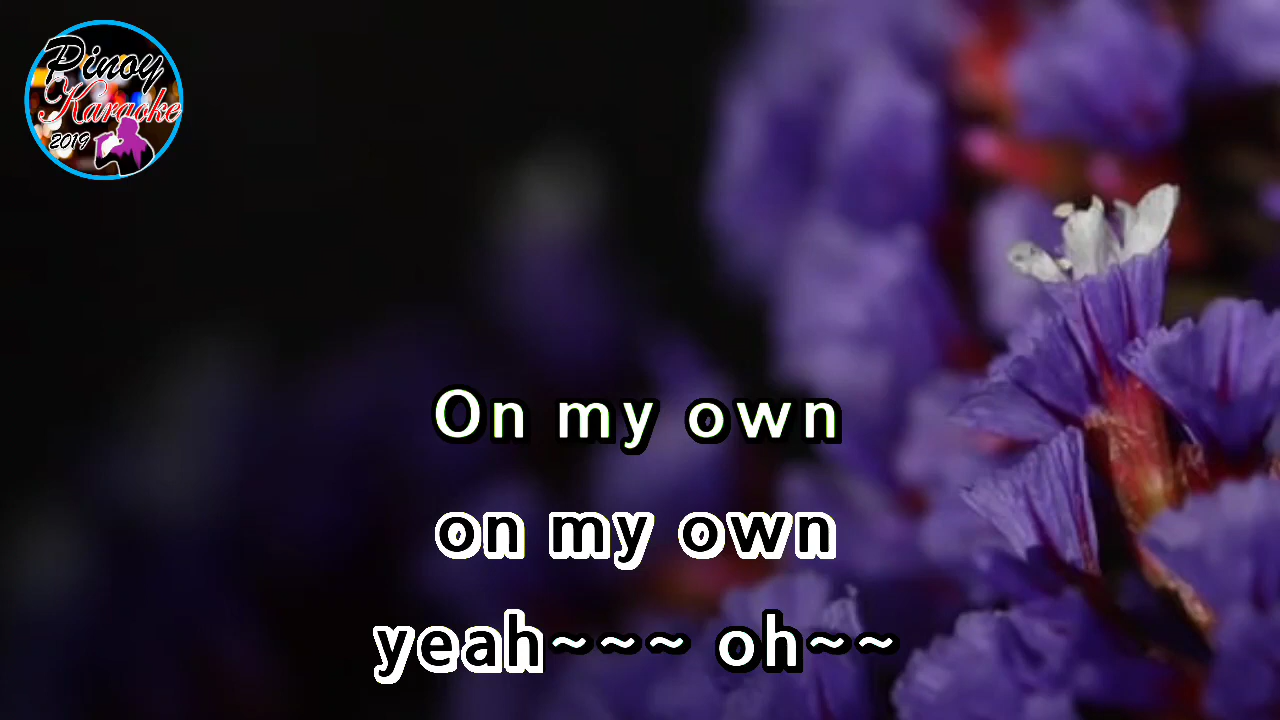 Pinoy
Karaoke
2019
On my own
on my own
yeah~~~ oh~~